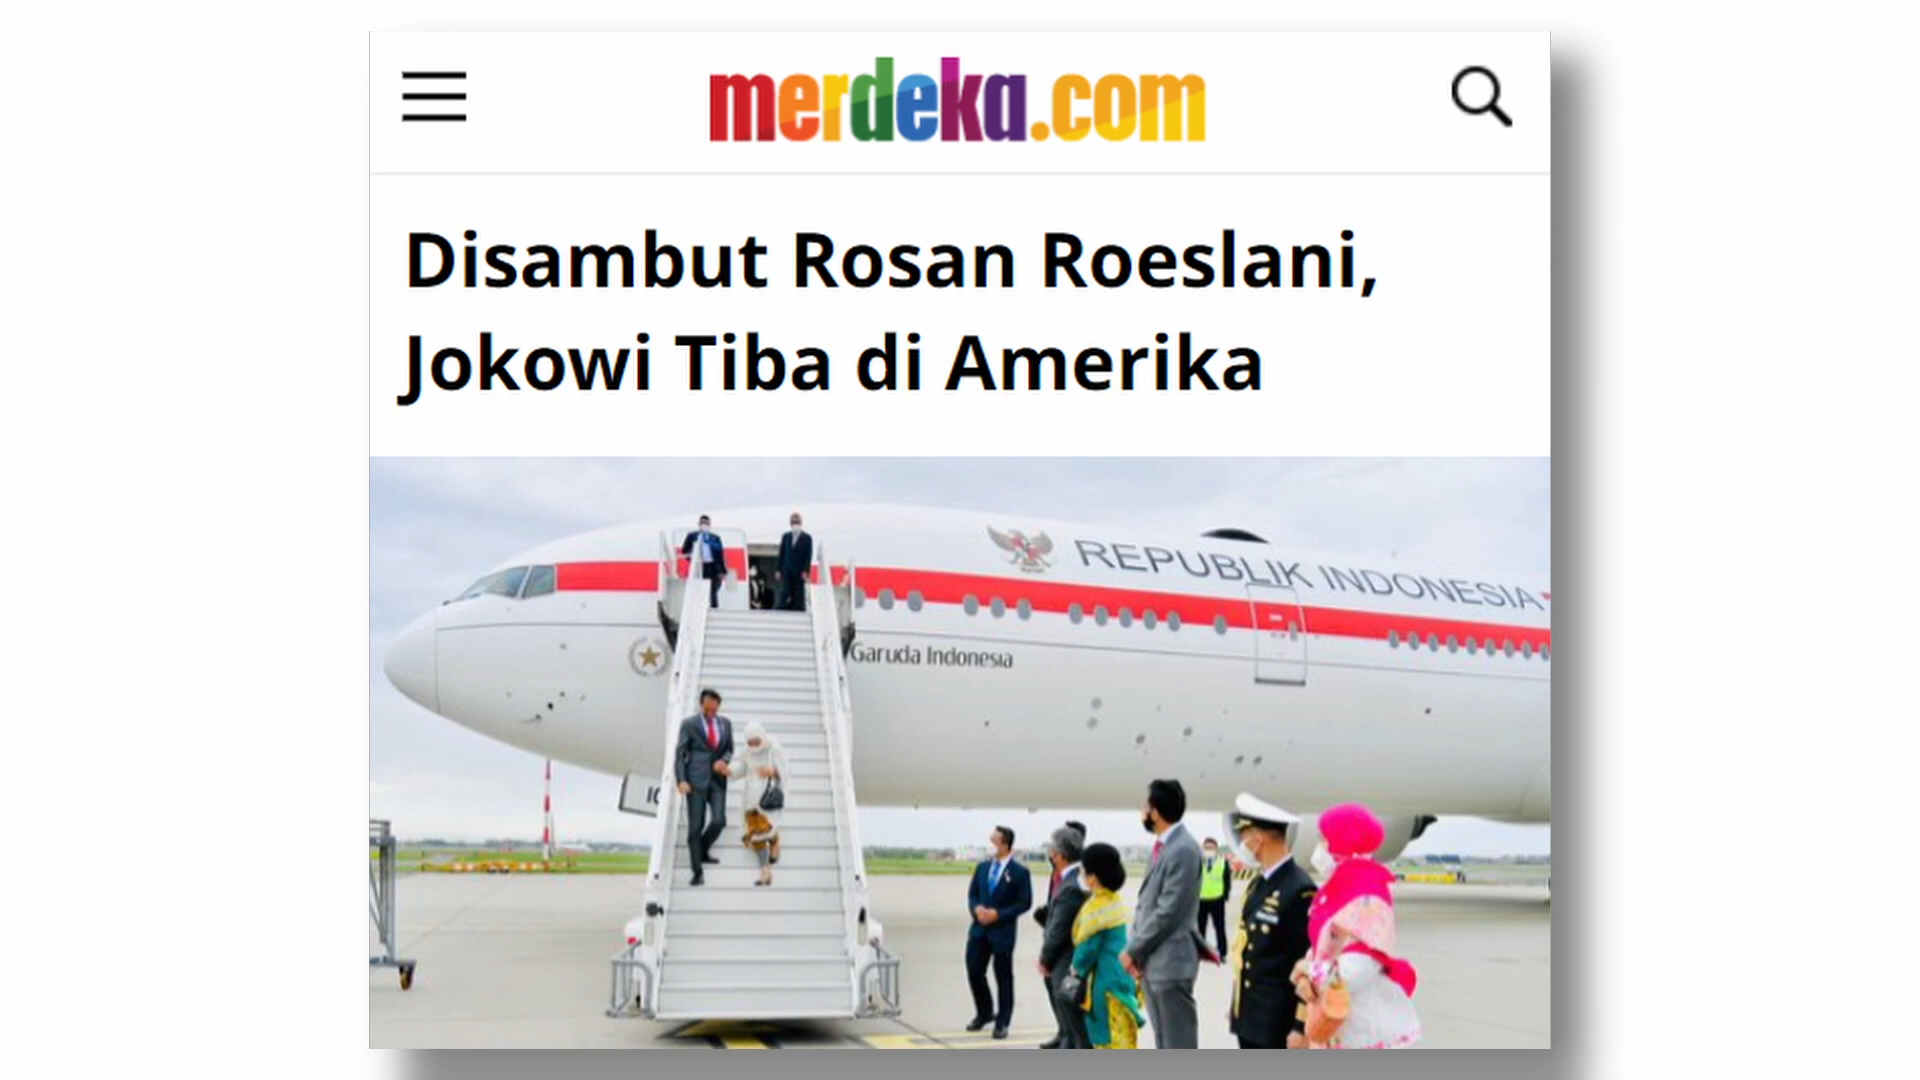 merdeka.com
Disambut Rosan Roeslani,
Jokowi Tiba di Amerika
REPUBLIK INDONESIA
Garuda Indonesia